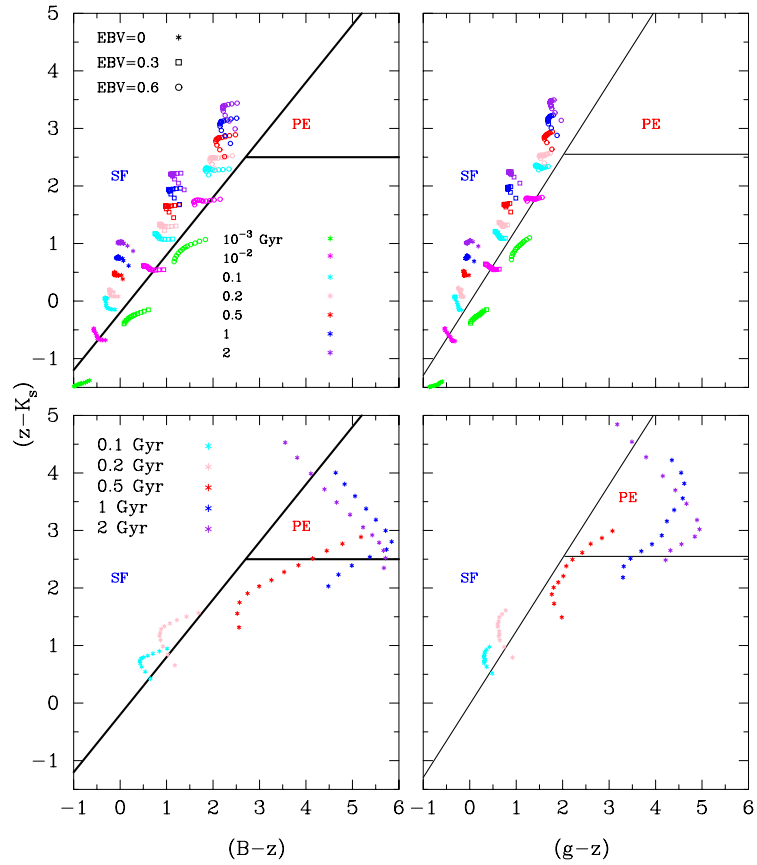 EBV=0
EBV=0.3
EBV=0.6
PE
SF
10⁻³ Gyr
10⁻²
0.1
0.2
0.5
1
2
5
4
3
2
1
0
−1
PE
SF
(z−Kₛ)
0.1 Gyr
0.2 Gyr
0.5 Gyr
1 Gyr
2 Gyr
PE
SF
5
4
3
2
1
0
−1
−1 0 1 2 3 4 5 6
(B−z)
PE
SF
−1 0 1 2 3 4 5 6
(g−z)